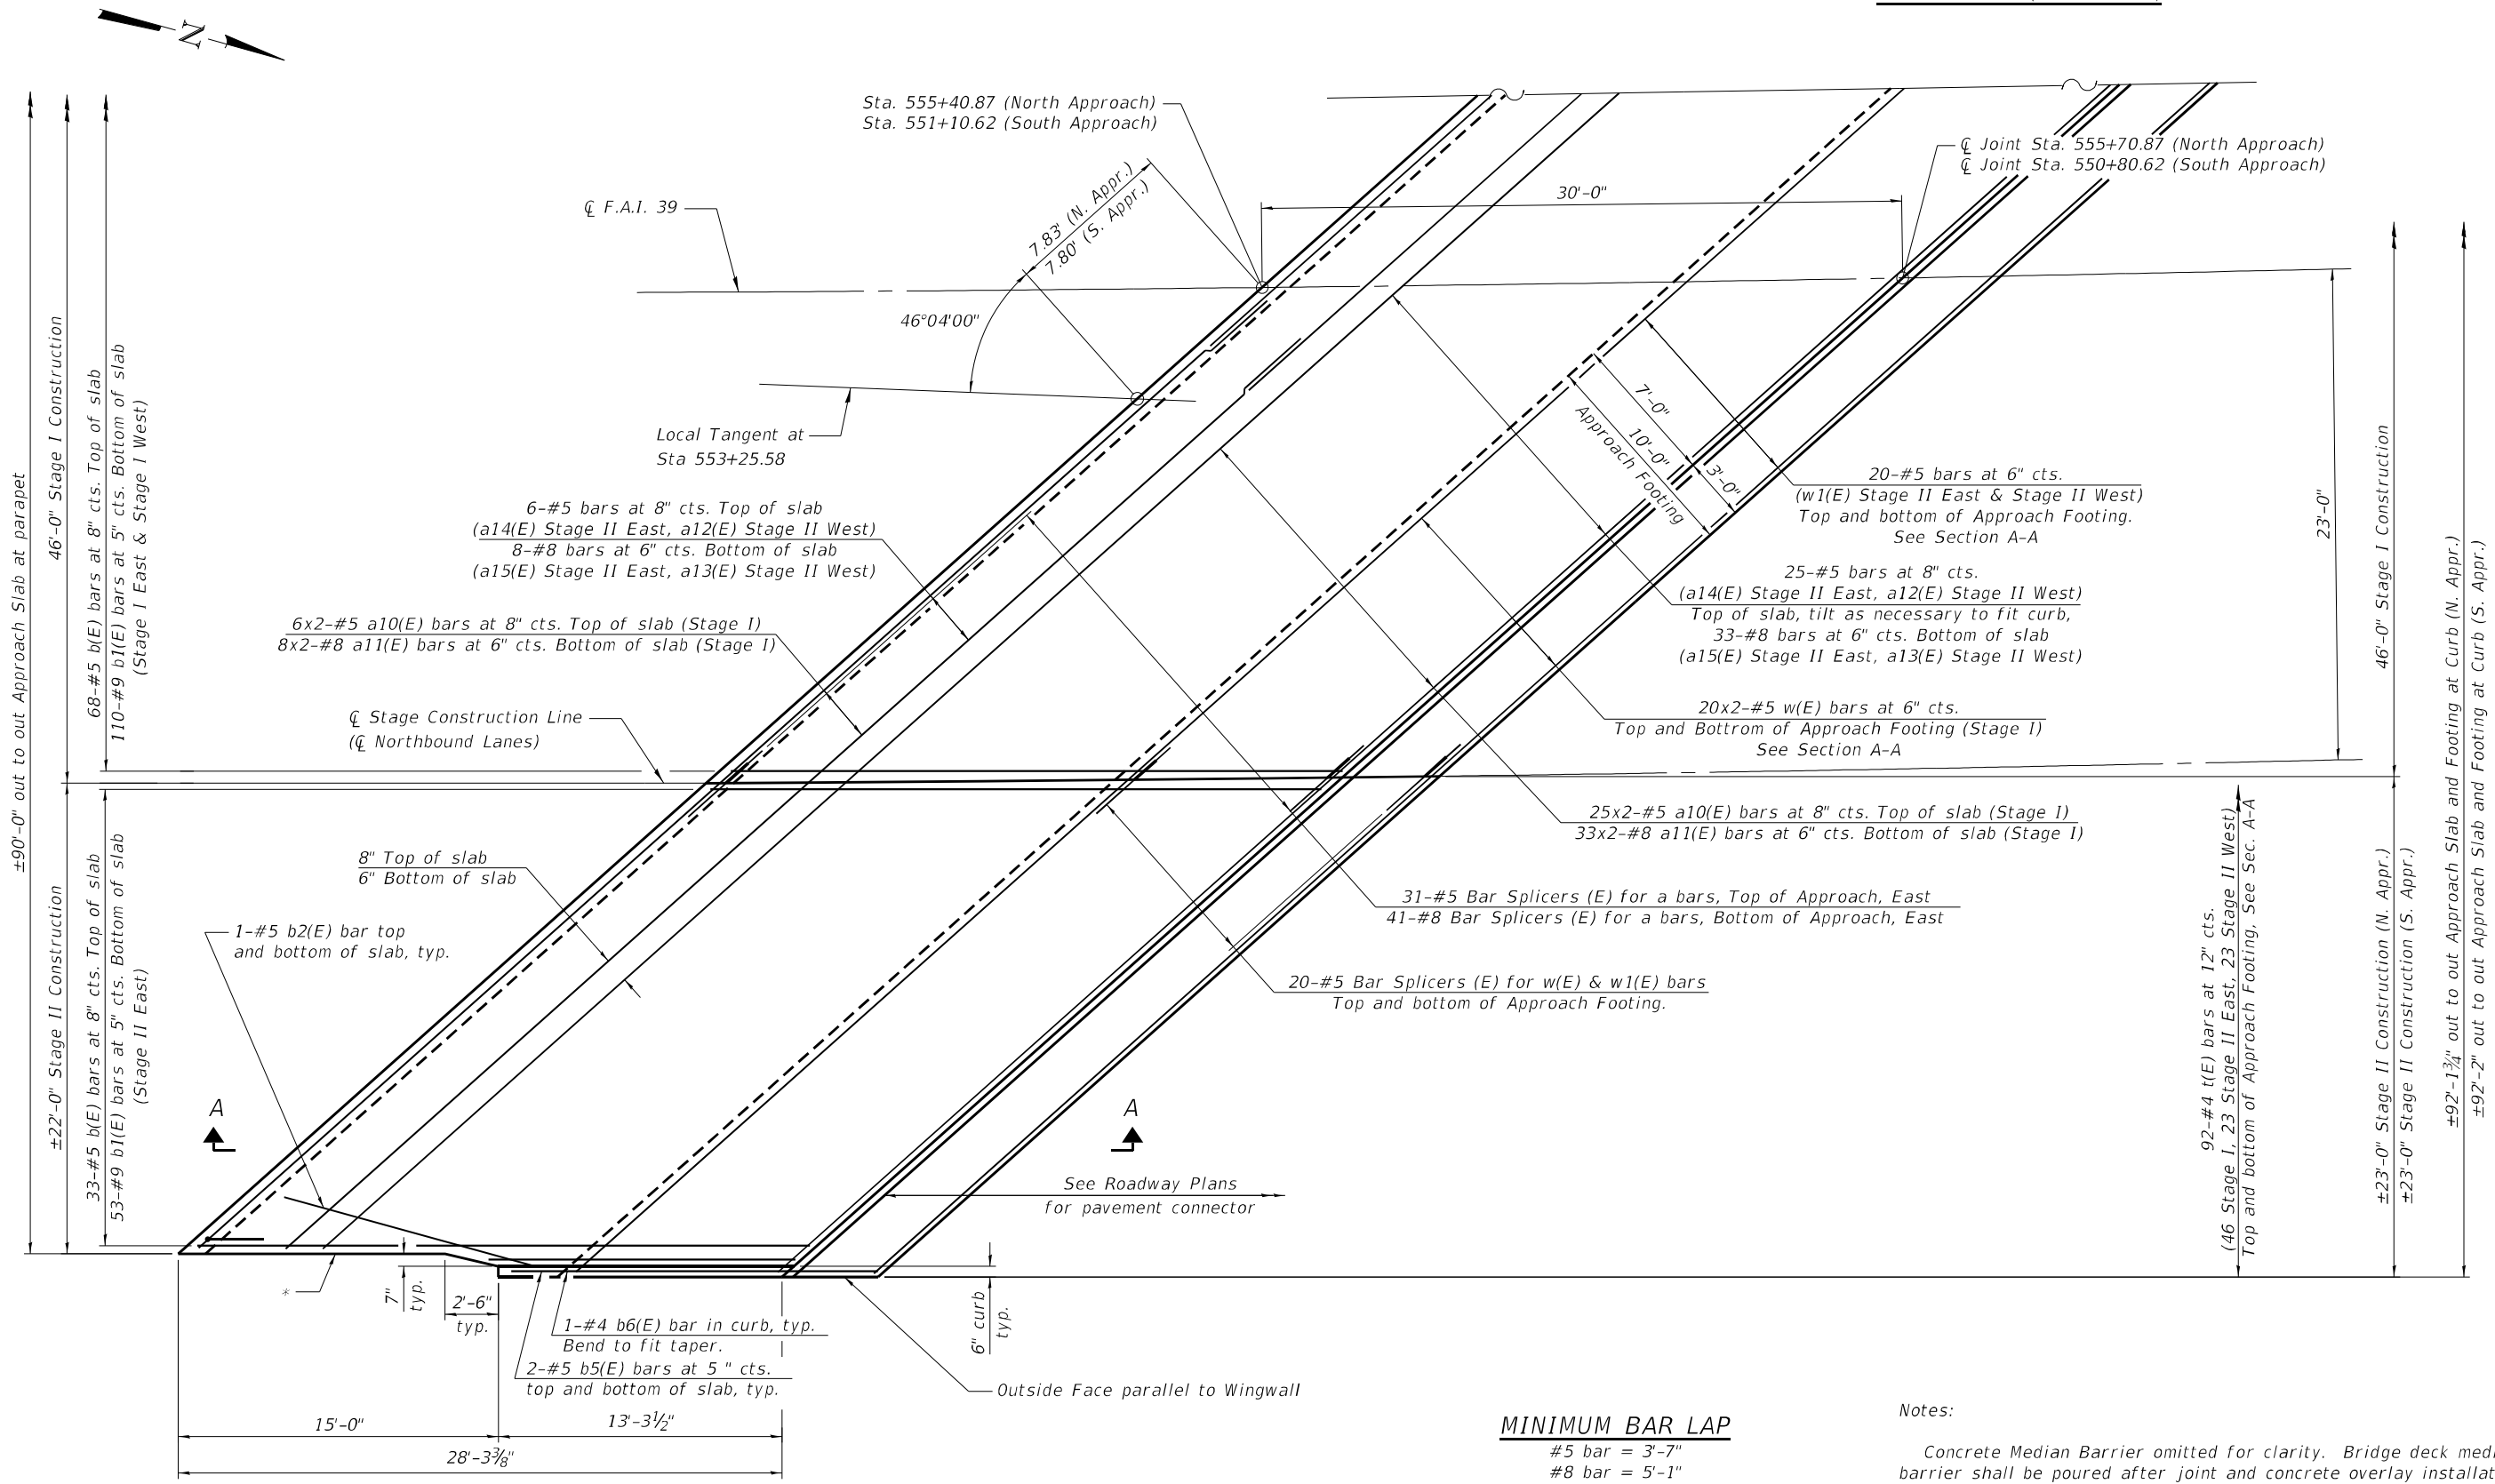 N
Sta. 555+40.87 (North Approach)
Sta. 551+10.62 (South Approach)
℄ Joint Sta. 555+70.87 (North Approach)
℄ Joint Sta. 550+80.62 (South Approach)
30'-0"
℄ F.A.I. 39
7.83' (N. Appr.)
7.80' (S. Appr.)
46°04'00"
Local Tangent at
Sta 553+25.58
±90'-0" out to out Approach Slab at parapet
46'-0" Stage I Construction
68-#5 b(E) bars at 8" cts. Top of slab
110-#9 b1(E) bars at 5" cts. Bottom of slab
(Stage I East & Stage I West)
7'-0"
10'-0"
3'-0"
Approach Footing
20-#5 bars at 6" cts.
(w1(E) Stage II East & Stage II West)
Top and bottom of Approach Footing.
See Section A-A
23'-0"
46'-0" Stage I Construction
6-#5 bars at 8" cts. Top of slab
(a14(E) Stage II East, a12(E) Stage II West)
8-#8 bars at 6" cts. Bottom of slab
(a15(E) Stage II East, a13(E) Stage II West)
25-#5 bars at 8" cts.
(a14(E) Stage II East, a12(E) Stage II West)
Top of slab, tilt as necessary to fit curb,
33-#8 bars at 6" cts. Bottom of slab
(a15(E) Stage II East, a13(E) Stage II West)
6x2-#5 a10(E) bars at 8" cts. Top of slab (Stage I)
8x2-#8 a11(E) bars at 6" cts. Bottom of slab (Stage I)
℄ Stage Construction Line
(℄ Northbound Lanes)
20x2-#5 w(E) bars at 6" cts.
Top and Bottrom of Approach Footing (Stage I)
See Section A-A
25x2-#5 a10(E) bars at 8" cts. Top of slab (Stage I)
33x2-#8 a11(E) bars at 6" cts. Bottom of slab (Stage I)
8" Top of slab
6" Bottom of slab
31-#5 Bar Splicers (E) for a bars, Top of Approach, East
41-#8 Bar Splicers (E) for a bars, Bottom of Approach, East
1-#5 b2(E) bar top
and bottom of slab, typ.
20-#5 Bar Splicers (E) for w(E) & w1(E) bars
Top and bottom of Approach Footing.
±22'-0" Stage II Construction
33-#5 b(E) bars at 8" cts. Top of slab
53-#9 b1(E) bars at 5" cts. Bottom of slab
(Stage II East)
92-#4 t(E) bars at 12" cts.
(46 Stage I, 23 Stage II East, 23 Stage II West)
Top and bottom of Approach Footing, See Sec. A-A
±23'-0" Stage II Construction (N. Appr.)
±23'-0" Stage II Construction (S. Appr.)
±92'-1¾" out to out Approach Slab and Footing at Curb (N. Appr.)
±92'-2" out to out Approach Slab and Footing at Curb (S. Appr.)
A
A
See Roadway Plans
for pavement connector
*
7"
typ.
2'-6"
typ.
1-#4 b6(E) bar in curb, typ.
Bend to fit taper.
2-#5 b5(E) bars at 5 " cts.
top and bottom of slab, typ.
6" curb
typ.
Outside Face parallel to Wingwall
15'-0"
13'-3½"
28'-3⅜"
MINIMUM BAR LAP
#5 bar = 3'-7"
#8 bar = 5'-1"
Notes:
Concrete Median Barrier omitted for clarity. Bridge deck
barrier shall be poured after joint and concrete overlay